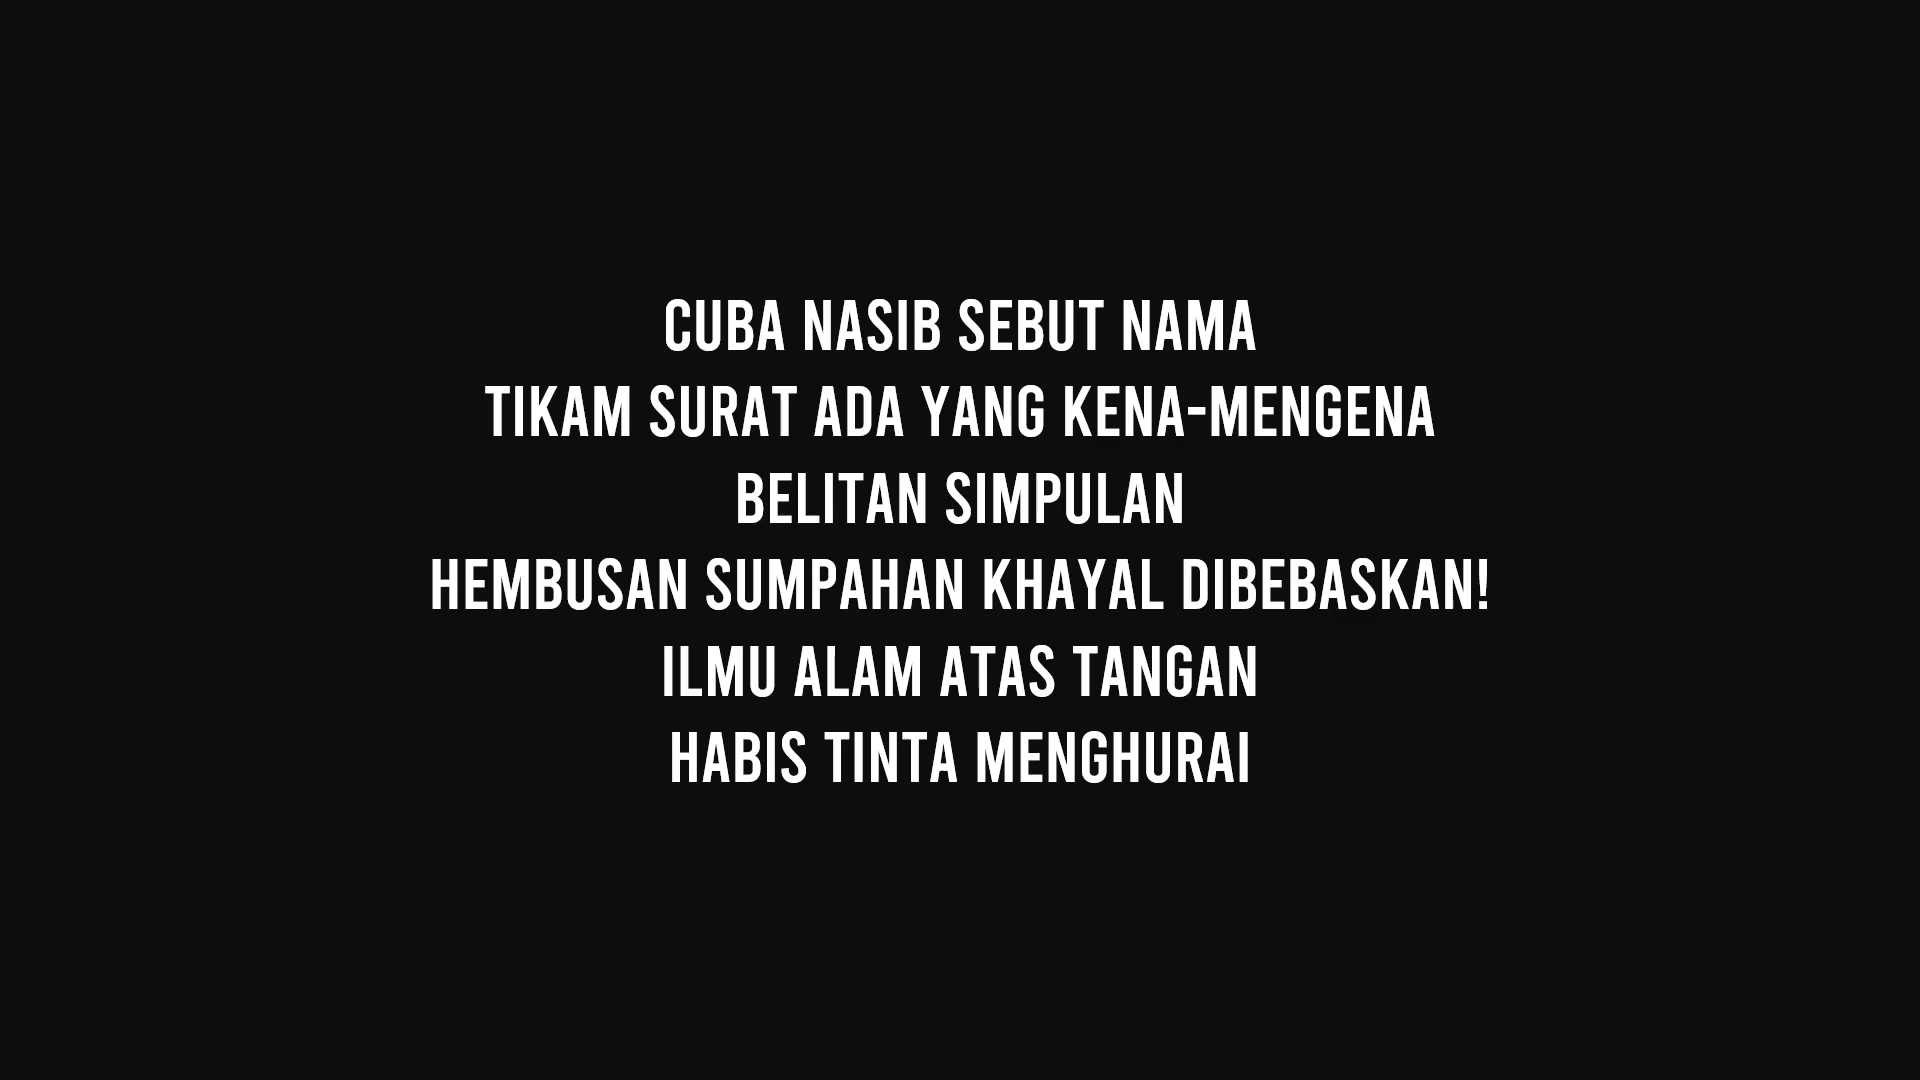 CUBA NASIB SEBUT NAMA
TIKAM SURAT ADA YANG KENA-MENGENA
BELITAN SIMPULAN
HEMBUSAN SUMPAHAN KHAYAL DIBEBASKAN!
ILMU ALAM ATAS TANGAN
HABIS TINTA MENGHURAI